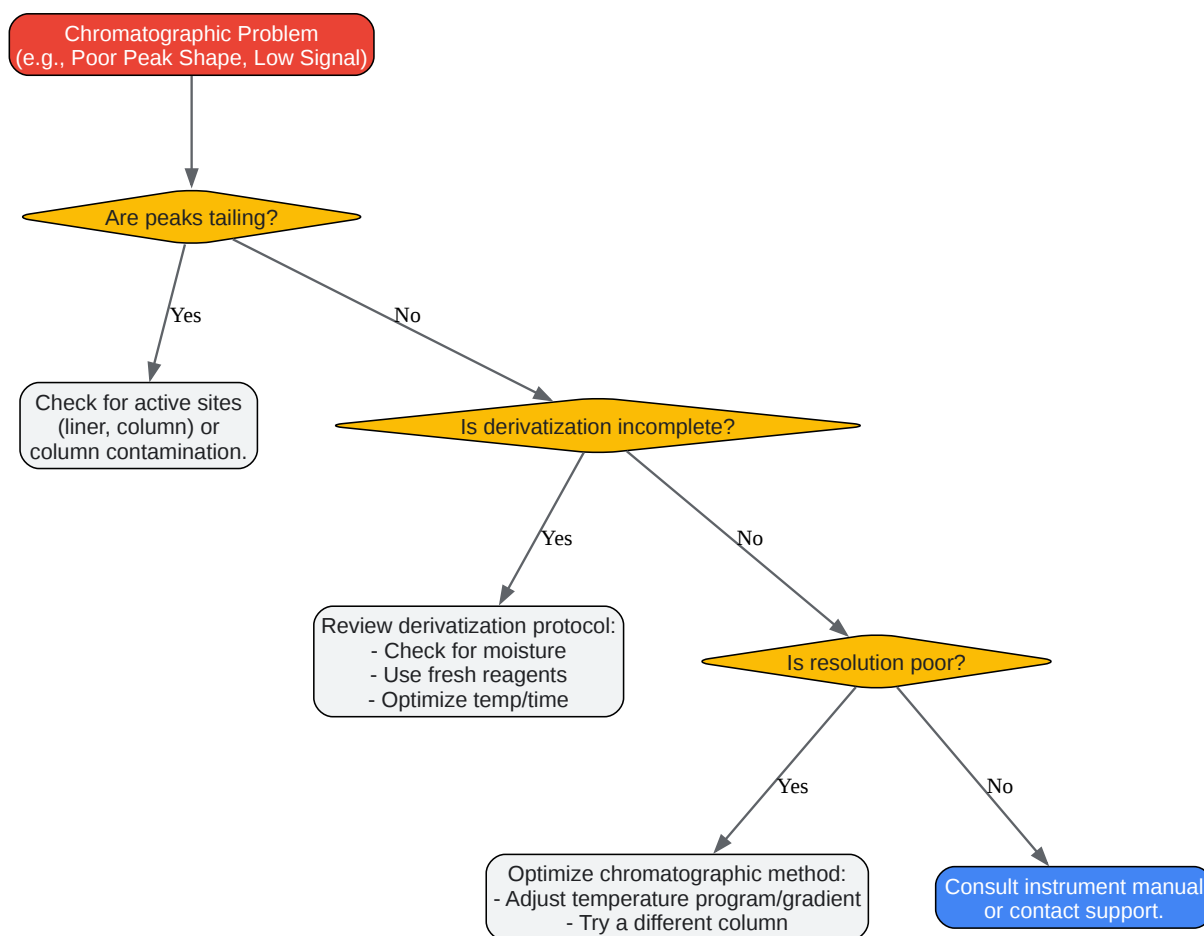 Chromatographic Problem
(e.g., Poor Peak Shape, Low Signal)
Are peaks tailing?
Yes
No
Check for active sites
(liner, column) or
column contamination.
Is derivatization incomplete?
Yes
No
Review derivatization protocol:
- Check for moisture
- Use fresh reagents
- Optimize temp/time
Is resolution poor?
Yes
No
Optimize chromatographic method:
- Adjust temperature program/gradient
- Try a different column
Consult instrument manual
or contact support.